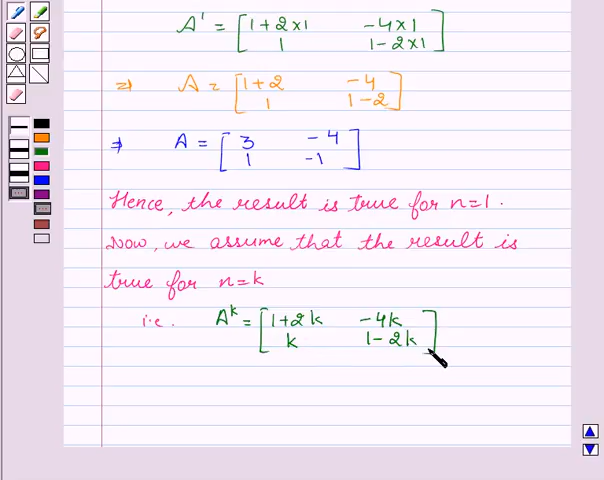 A' = [1+2×1 -4×1
1 1-2×1]
⇒ A = [1+2 -4
1 1-2]
⇒ A = [3 -4
1 -1]
Hence, the result is true for n=1.
Now, we assume that the result is
true for n=k
i.e. A^k = [1+2k -4k
k 1-2k]